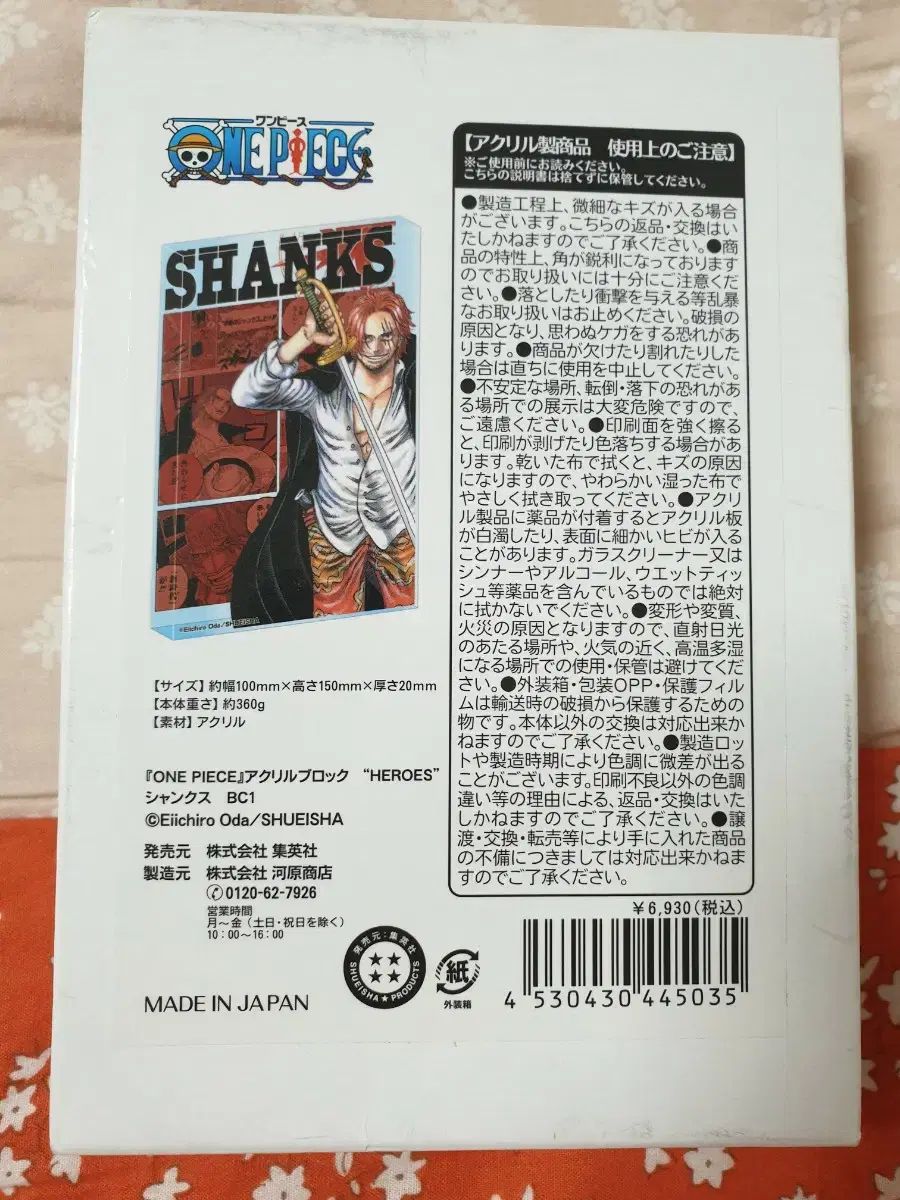 ワンピース
ONE PIECE
SHANKS
©Eiichiro Oda/SHUEISHA
【サイズ】約幅100mm×高さ150mm×厚さ20mm
【本体重さ】約360g
【素材】アクリル
『ONE PIECE』アクリルブロック “HEROES”
シャンクス BC1
©Eiichiro Oda/SHUEISHA
発売元 株式会社 集英社
製造元 株式会社 河原商店
0120-62-7926
営業時間
月～金（土日・祝日を除く）
10：00～16：00
MADE IN JAPAN
発売元：集英社
SHUEISHA★PRODUCTS
紙
外装箱
【アクリル製商品 使用上のご注意】
※ご使用前にお読みください。
こちらの説明書は捨てずに保管してください。
●製造工程上、微細なキズが入る場合
がございます。こちらの返品・交換はい
たしかねますのでご了承ください。●商
品の特性上、角が鋭利になっております
のでお取り扱いには十分にご注意くださ
い。●落としたり衝撃を与える等乱暴
なお取り扱いはお止めください。破損の
原因となり、思わぬケガをする恐れがあ
ります。●商品が欠けたり割れたりした
場合は直ちに使用を中止してください。
●不安定な場所、転倒・落下の恐れがあ
る場所での展示は大変危険ですので、
ご遠慮ください。●印刷面を強く擦る
と、印刷が剥げたり色落ちする場合があ
ります。乾いた布で拭くと、キズの原因
になりますので、やわらかい湿った布で
やさしく拭き取ってください。●アクリ
ル製品に薬品が付着するとアクリル板
が白濁したり、表面に細かいヒビが入る
ことがあります。ガラスクリーナー又は
シンナーやアルコール、ウエットティッ
シュ等薬品を含んでいるものでは絶対
に拭かないでください。●変形や変質、
火災の原因となりますので、直射日光
のあたる場所や、火気の近く、高温多湿
になる場所での使用・保管は避けてくだ
さい。●外装箱・包装OPP・保護フィル
ムは輸送時の破損から保護するための
物です。本体以外の交換は対応出来か
ねますのでご了承ください。●製造ロッ
トや製造時期により色調に微差が出る
ことがございます。印刷不良以外の色調
違い等の理由による、返品・交換はいた
しかねますのでご了承ください。●譲
渡・交換・転売等により手に入れた商品
の不備につきましては対応出来かねま
すのでご了承ください。
￥6,930(税込)
4 530430 445035